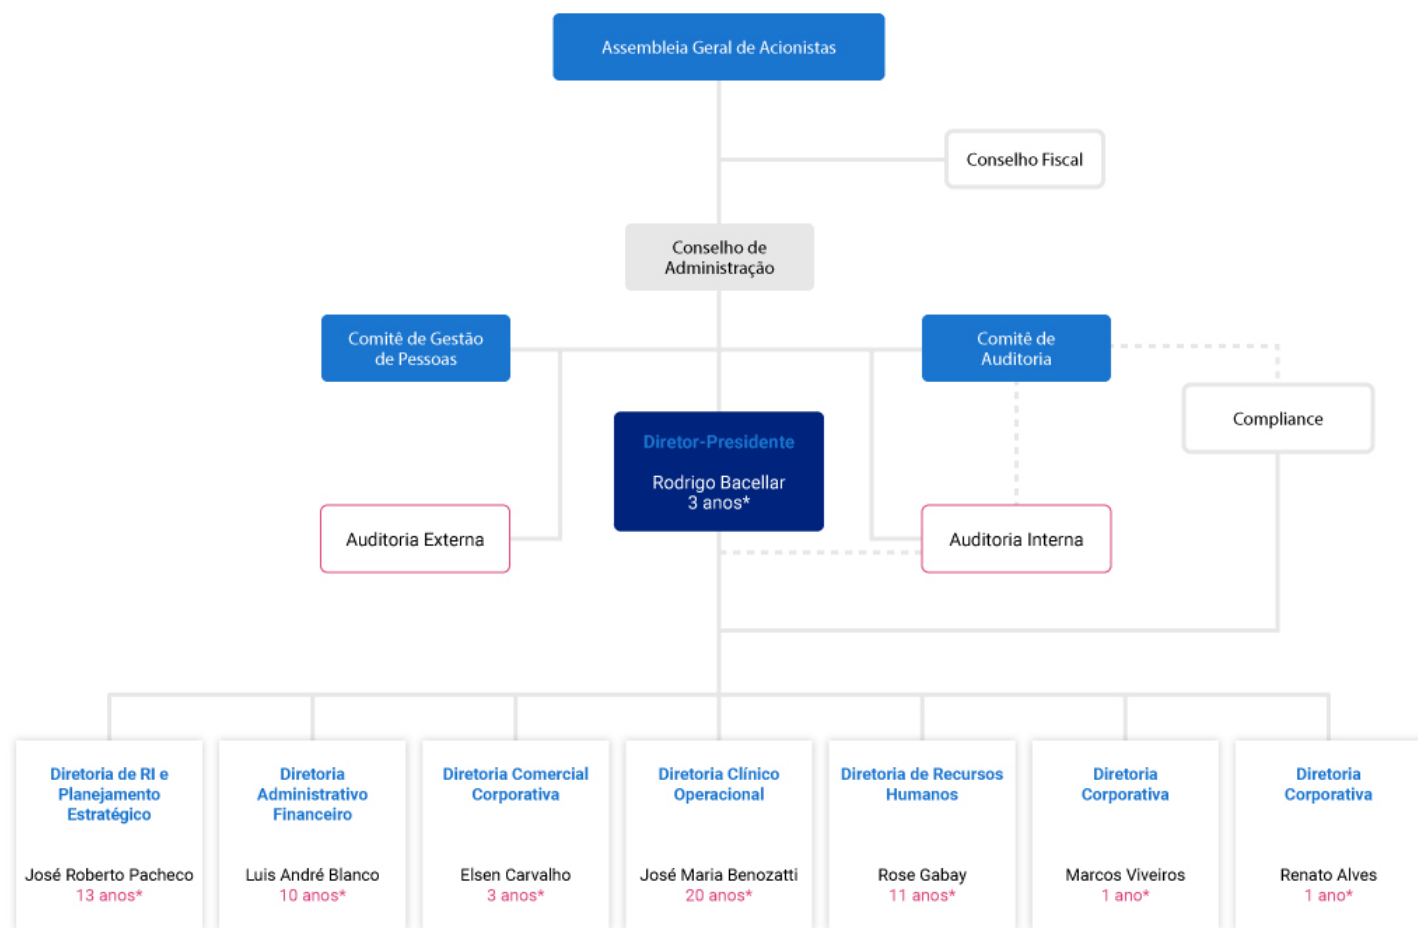 Assembleia Geral de Acionistas
Conselho Fiscal
Conselho de
Administração
Comitê de Gestão
de Pessoas
Comitê de
Auditoria
Compliance
Diretor-Presidente
Rodrigo Bacellar
3 anos*
Auditoria Externa
Auditoria Interna
Diretoria de RI e
Planejamento
Estratégico
José Roberto Pacheco
13 anos*
Diretoria
Administrativo
Financeiro
Luis André Blanco
10 anos*
Diretoria Comercial
Corporativa
Elsen Carvalho
3 anos*
Diretoria Clínico
Operacional
José Maria Benozatti
20 anos*
Diretoria de Recursos
Humanos
Rose Gabay
11 anos*
Diretoria
Corporativa
Marcos Viveiros
1 ano*
Diretoria
Corporativa
Renato Alves
1 ano*